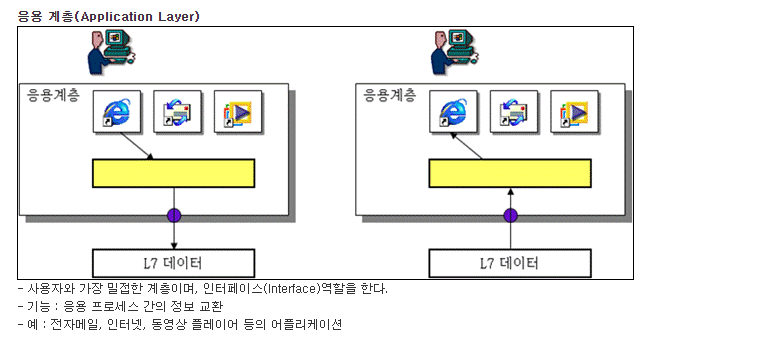 응용 계층(Application Layer)
응용계층
응용계층
L7 데이터
L7 데이터
- 사용자와 가장 밀접한 계층이며, 인터페이스(Interface)역할을 한다.
- 기능 : 응용 프로세스 간의 정보 교환
- 예 : 전자메일, 인터넷, 동영상 플레이어 등의 어플리케이션